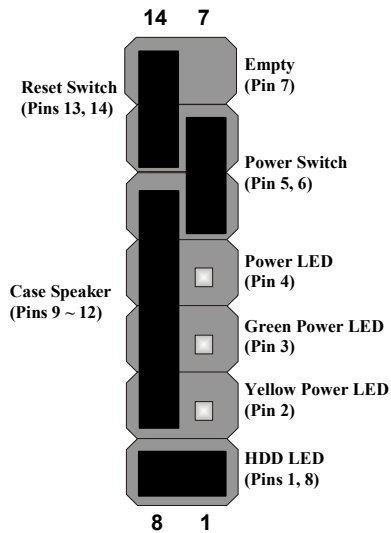 14 7
Empty
(Pin 7)
Reset Switch
(Pins 13, 14)
Power Switch
(Pin 5, 6)
Power LED
(Pin 4)
Case Speaker
(Pins 9 ~ 12)
Green Power LED
(Pin 3)
Yellow Power LED
(Pin 2)
HDD LED
(Pins 1, 8)
8 1